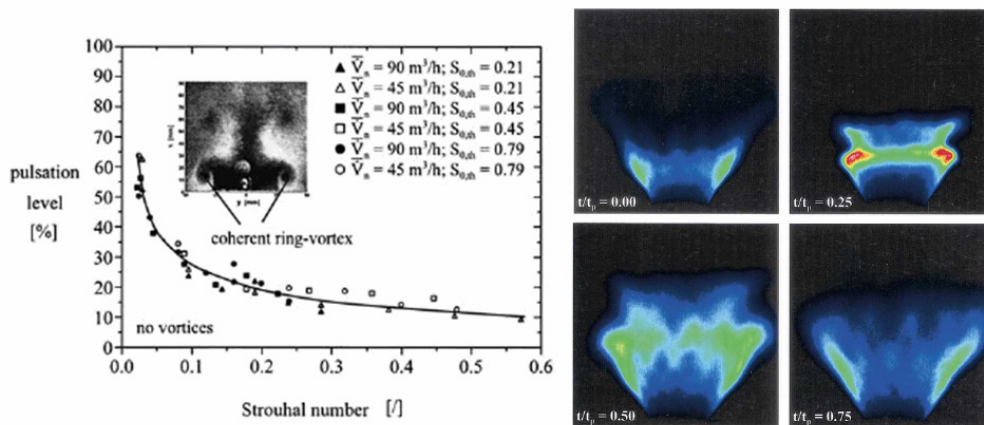 100
90
80
70
60
50
40
30
20
10
0
pulsation
level
[%]
▲ V̅ₙ = 90 m³/h; S₀,ₜₕ = 0.21
△ V̅ₙ = 45 m³/h; S₀,ₜₕ = 0.21
■ V̅ₙ = 90 m³/h; S₀,ₜₕ = 0.45
□ V̅ₙ = 45 m³/h; S₀,ₜₕ = 0.45
● V̅ₙ = 90 m³/h; S₀,ₜₕ = 0.79
○ V̅ₙ = 45 m³/h; S₀,ₜₕ = 0.79
x [mm]
y [mm]
coherent ring-vortex
no vortices
0.0 0.1 0.2 0.3 0.4 0.5 0.6
Strouhal number [/]
t/tₚ = 0.00
t/tₚ = 0.25
t/tₚ = 0.50
t/tₚ = 0.75